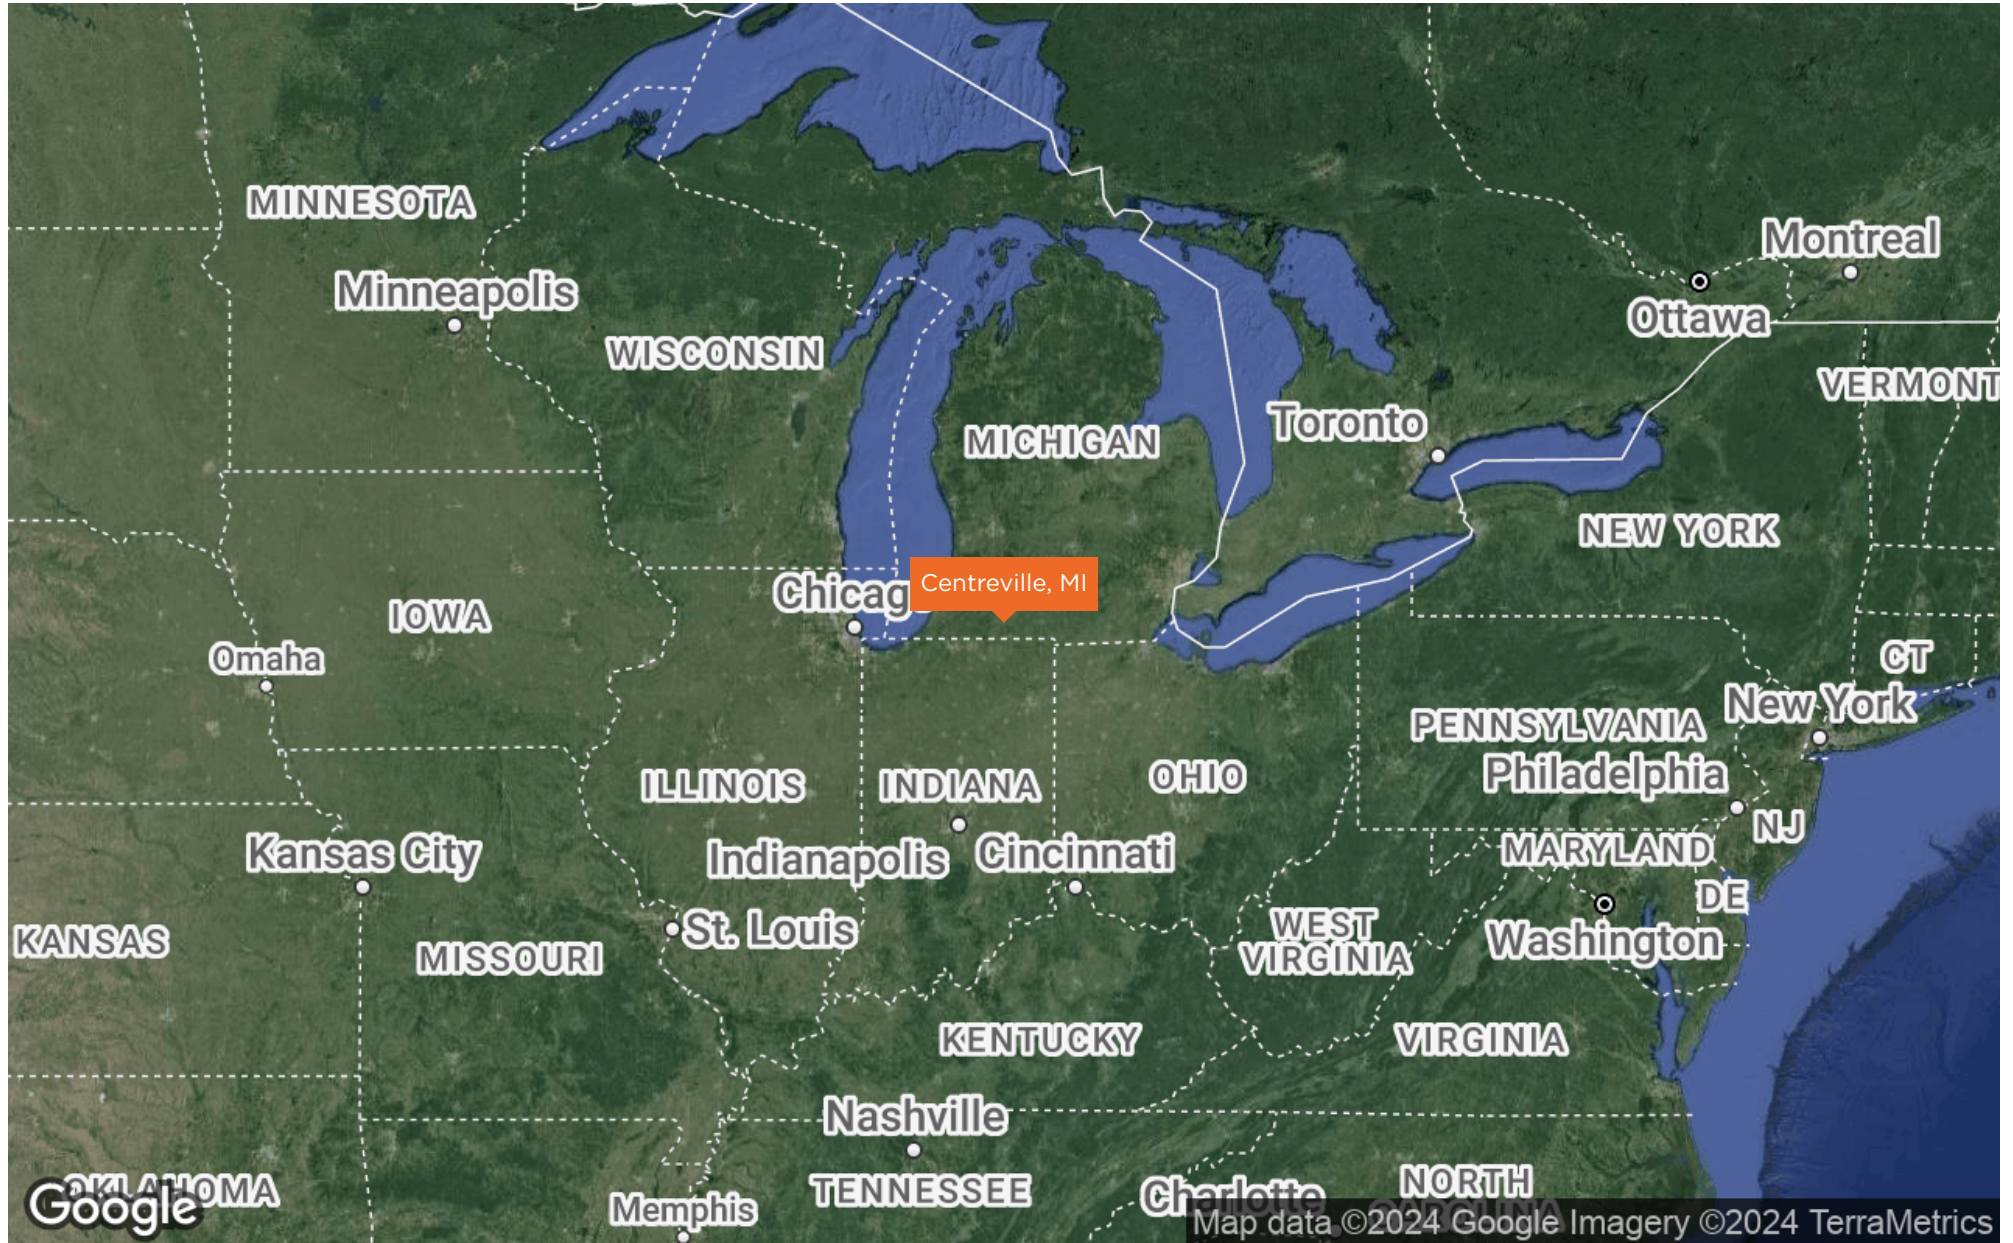 MINNESOTA
Montreal
Minneapolis
Ottawa
WISCONSIN
VERMONT
Toronto
MICHIGAN
NEW YORK
Centreville, MI
Chicag
IOWA
Omaha
CT
New York
PENNSYLVANIA
Philadelphia
ILLINOIS
INDIANA
OHIO
NJ
Kansas City
Indianapolis
Cincinnati
MARYLAND
DE
KANSAS
MISSOURI
St. Louis
WEST
VIRGINIA
Washington
KENTUCKY
VIRGINIA
Nashville
OKLAHOMA
Google
Memphis
TENNESSEE
Charlotte
NORTH
CAROLINA
Map data ©2024 Google Imagery ©2024 TerraMetrics